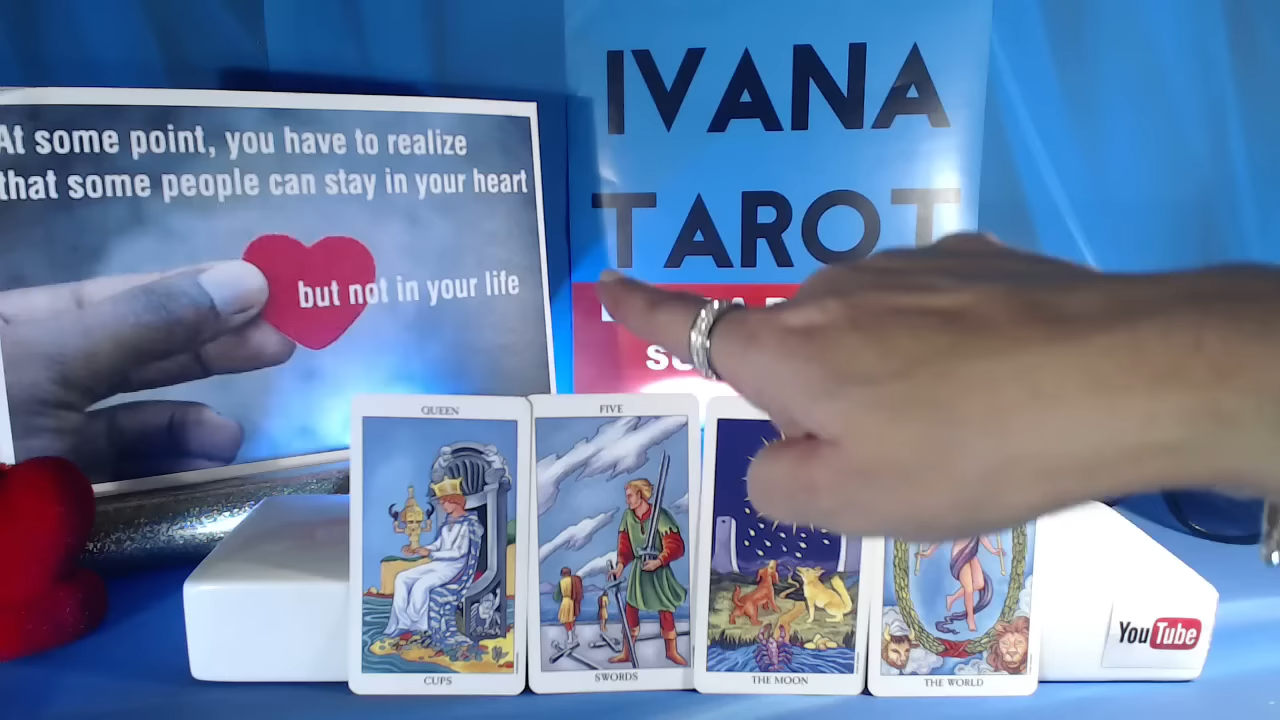 At some point, you have to realize
that some people can stay in your heart
but not in your life
IVANA
TAROT
QUEEN
CUPS
FIVE
SWORDS
THE MOON
THE WORLD
YouTube